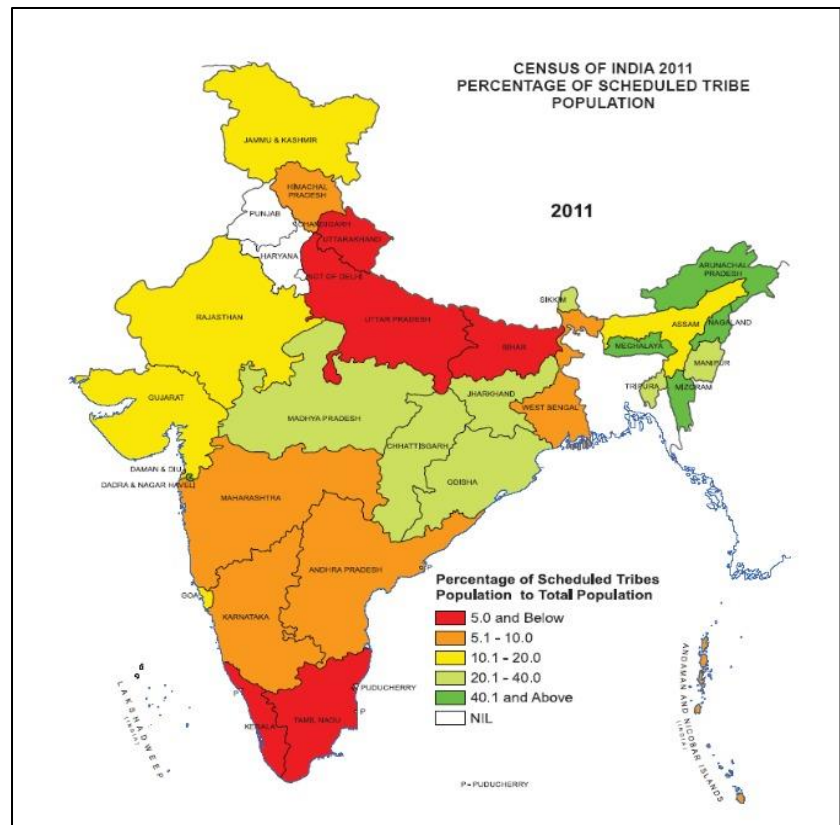 CENSUS OF INDIA 2011
PERCENTAGE OF SCHEDULED TRIBE
POPULATION
2011
JAMMU & KASHMIR
HIMACHAL
PRADESH
PUNJAB
CHANDIGARH
UTTARAKHAND
HARYANA
NCT OF DELHI
ARUNACHAL
PRADESH
SIKKIM
RAJASTHAN
UTTAR PRADESH
ASSAM
NAGALAND
BIHAR
MEGHALAYA
MANIPUR
TRIPURA
MIZORAM
GUJARAT
MADHYA PRADESH
JHARKHAND
WEST BENGAL
CHHATTISGARH
DAMAN & DIU
DADRA & NAGAR HAVELI
ODISHA
MAHARASHTRA
ANDHRA PRADESH
GOA
KARNATAKA
Percentage of Scheduled Tribes
Population to Total Population
5.0 and Below
5.1 - 10.0
10.1 - 20.0
20.1 - 40.0
40.1 and Above
NIL
PUDUCHERRY
P
P
KERALA
TAMIL NADU
LAKSHADWEEP
(INDIA)
ANDAMAN AND NICOBAR ISLANDS
(INDIA)
P - PUDUCHERRY